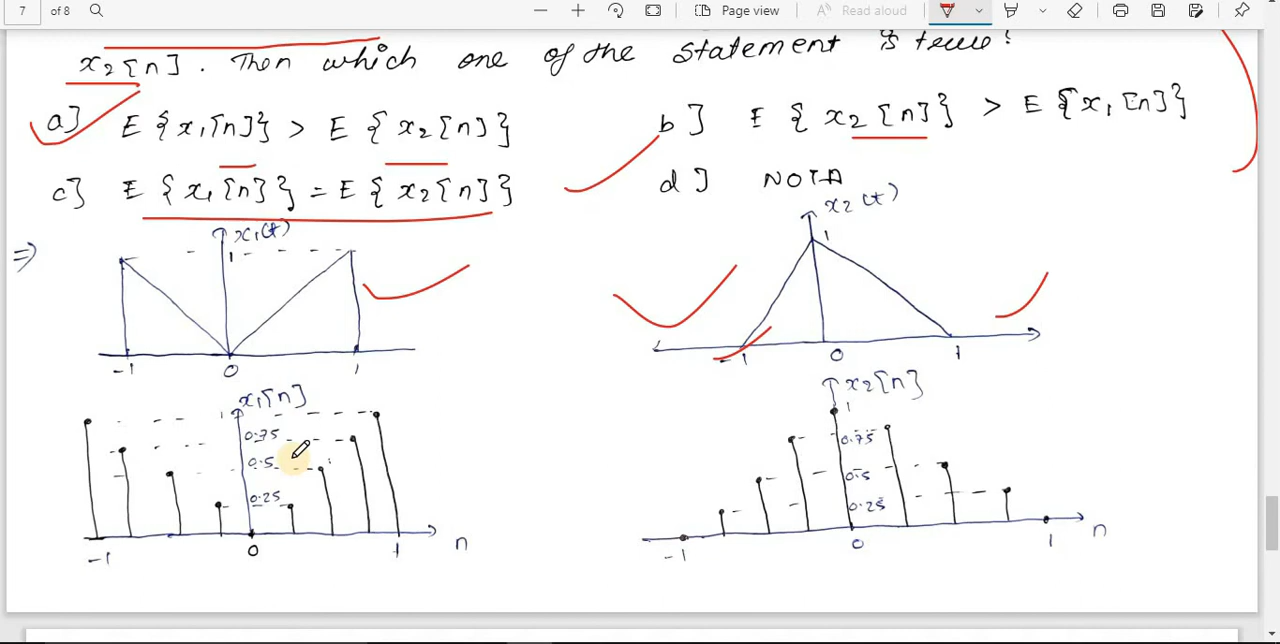 7 of 8 Page view Read aloud
x2[n]. Then which one of the statement is true?
a] E{x1[n]} > E{x2[n]} b] E{x2[n]} > E{x1[n]}
c] E{x1[n]} = E{x2[n]} d] NOTA
⇒ x1(t) x2(t)
1 1
-1 0 1 -1 0 1
x1[n] x2[n]
1 1
0.75 0.75
0.5 0.5
0.25 0.25
-1 0 1 n -1 0 1 n